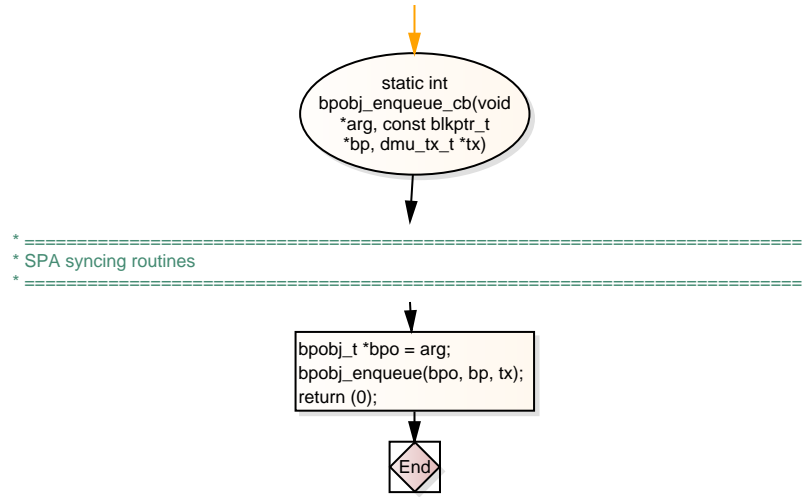 static int
bpobj_enqueue_cb(void
*arg, const blkptr_t
*bp, dmu_tx_t *tx)
* ==========================================================================
* SPA syncing routines
* ==========================================================================
bpobj_t *bpo = arg;
bpobj_enqueue(bpo, bp, tx);
return (0);
End